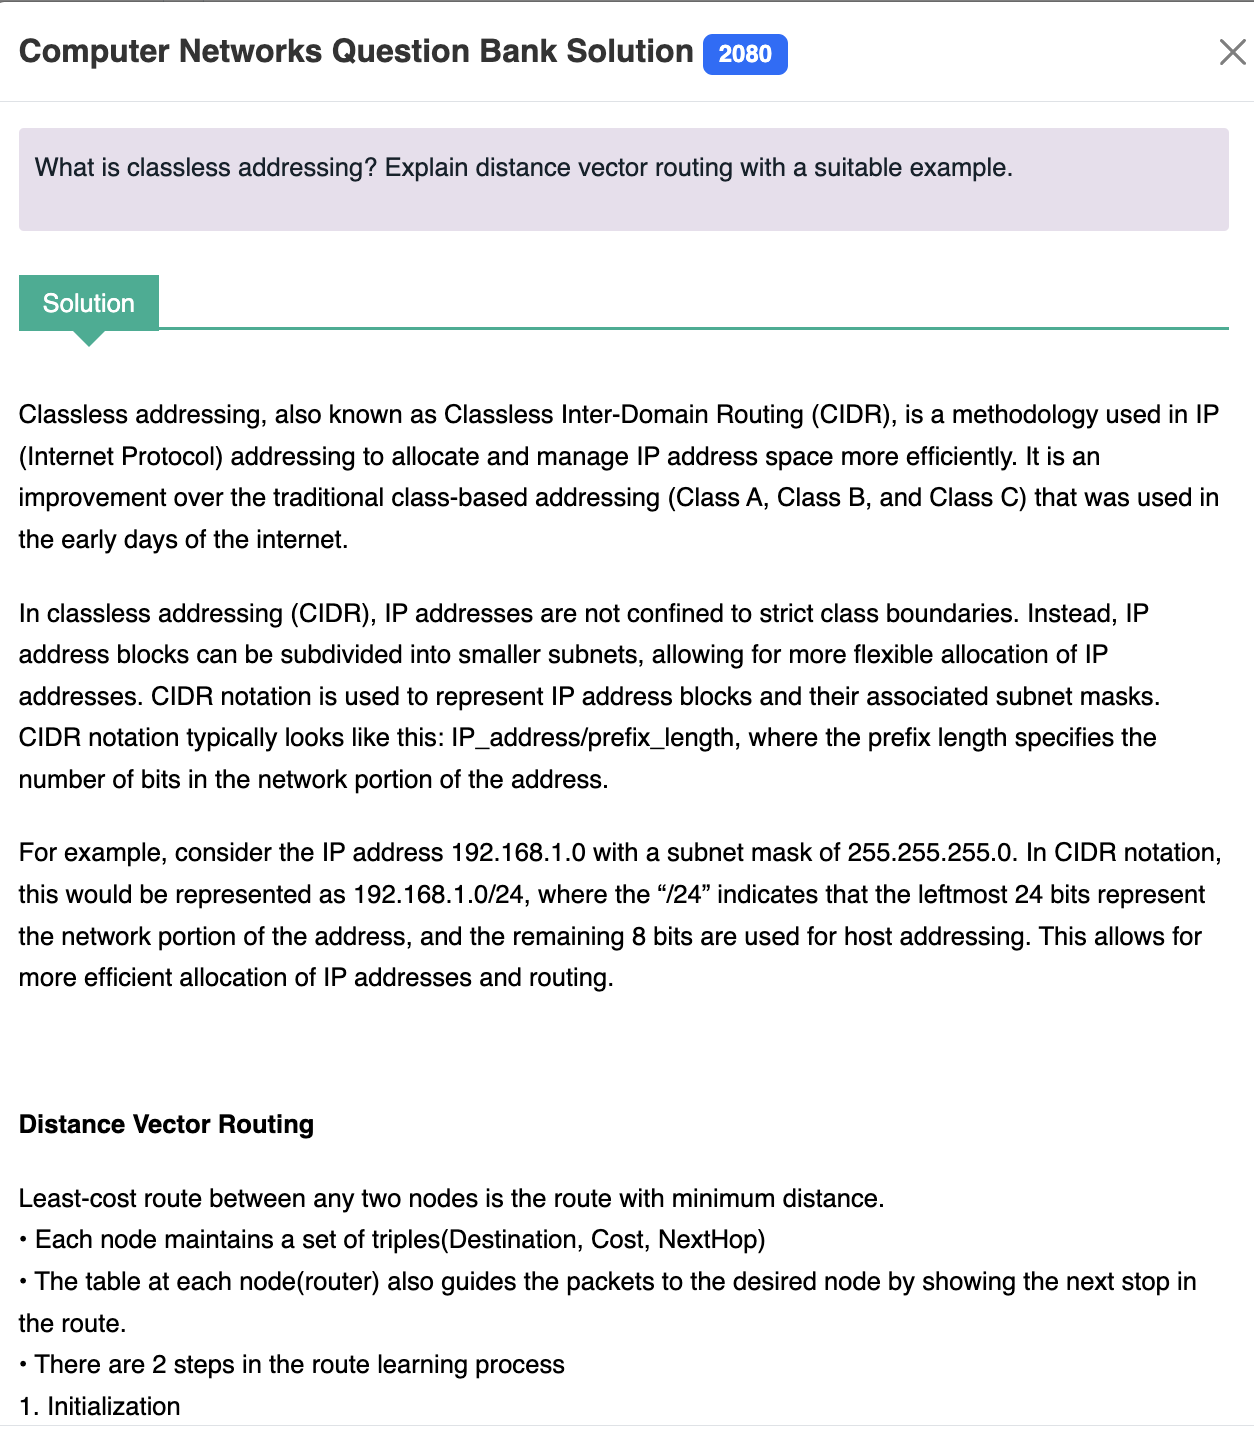 Computer Networks Question Bank Solution 2080
What is classless addressing? Explain distance vector routing with a suitable example.
Solution
Classless addressing, also known as Classless Inter-Domain Routing (CIDR), is a methodology used in IP
(Internet Protocol) addressing to allocate and manage IP address space more efficiently. It is an
improvement over the traditional class-based addressing (Class A, Class B, and Class C) that was used in
the early days of the internet.
In classless addressing (CIDR), IP addresses are not confined to strict class boundaries. Instead, IP
address blocks can be subdivided into smaller subnets, allowing for more flexible allocation of IP
addresses. CIDR notation is used to represent IP address blocks and their associated subnet masks.
CIDR notation typically looks like this: IP_address/prefix_length, where the prefix length specifies the
number of bits in the network portion of the address.
For example, consider the IP address 192.168.1.0 with a subnet mask of 255.255.255.0. In CIDR notation,
this would be represented as 192.168.1.0/24, where the “/24” indicates that the leftmost 24 bits represent
the network portion of the address, and the remaining 8 bits are used for host addressing. This allows for
more efficient allocation of IP addresses and routing.
Distance Vector Routing
Least-cost route between any two nodes is the route with minimum distance.
• Each node maintains a set of triples(Destination, Cost, NextHop)
• The table at each node(router) also guides the packets to the desired node by showing the next stop in
the route.
• There are 2 steps in the route learning process
1. Initialization